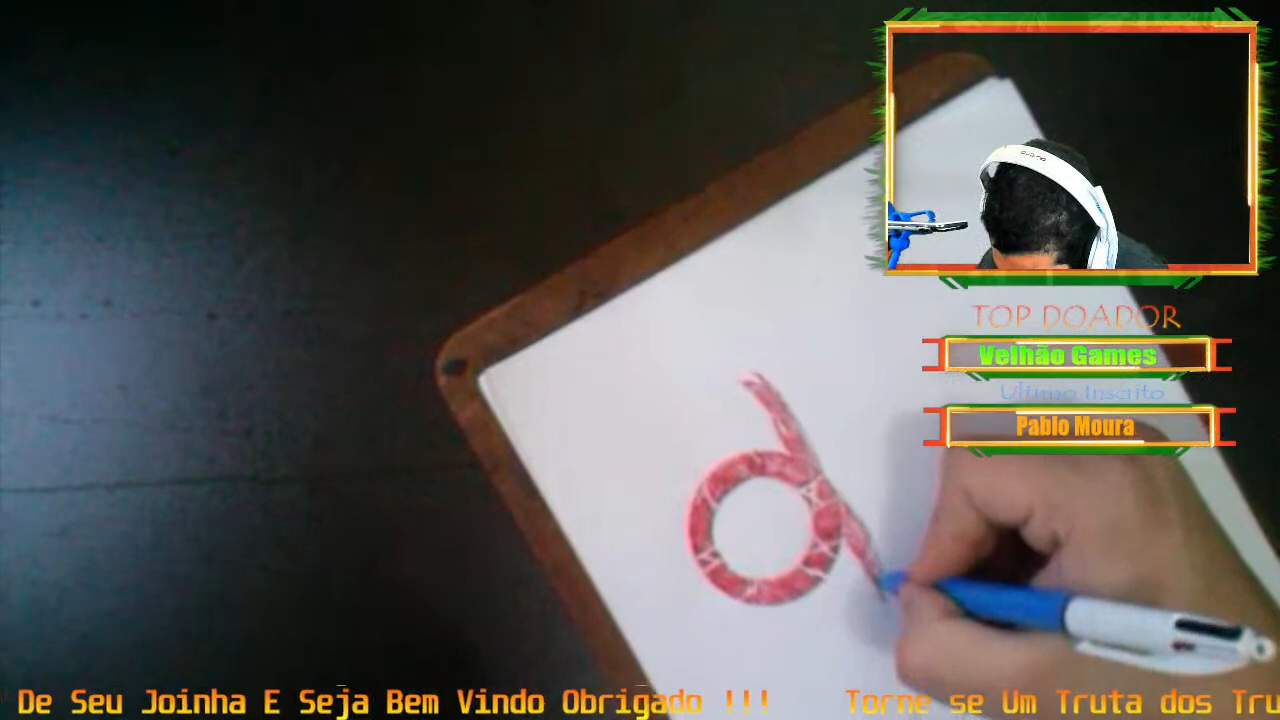 TOP DOADOR
Velhão Games
Ultimo Inscrito
Pablo Moura
d
De Seu Joinha E Seja Bem Vindo Obrigado !!! Torne se Um Truta dos Tru